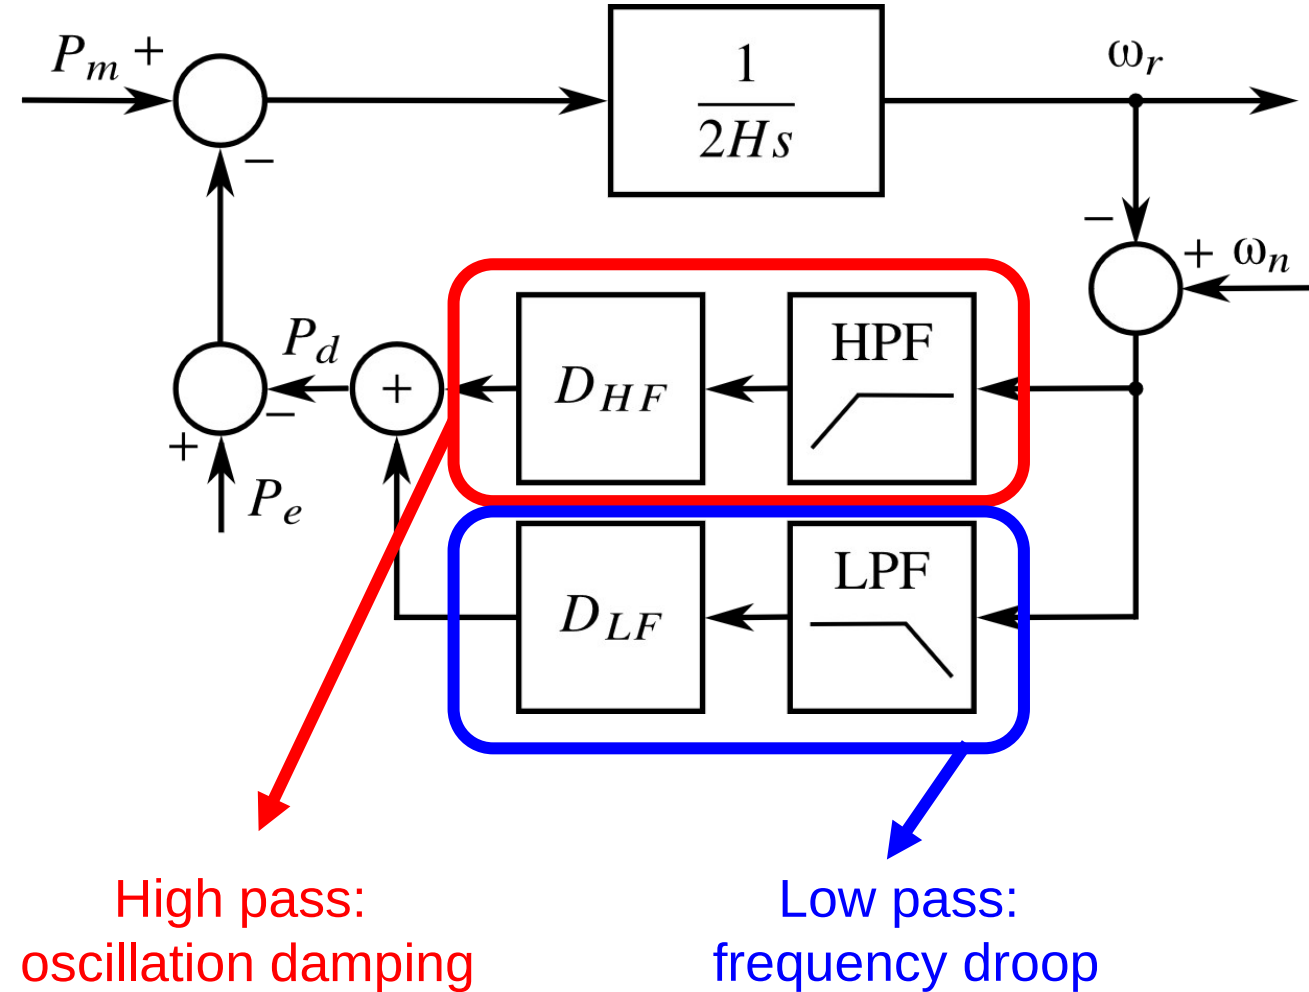 Pm +
1
2Hs
ωr
−
−
+ ωn
Pd
+
−
+
Pe
DHF
HPF
DLF
LPF
High pass:
oscillation damping
Low pass:
frequency droop